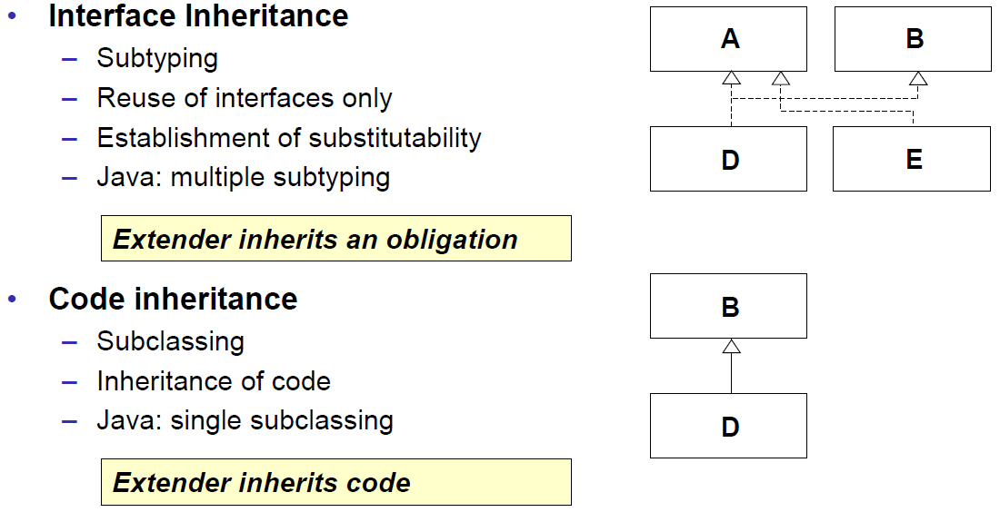 • Interface Inheritance
– Subtyping
– Reuse of interfaces only
– Establishment of substitutability
– Java: multiple subtyping
Extender inherits an obligation
A B
D E
• Code inheritance
– Subclassing
– Inheritance of code
– Java: single subclassing
Extender inherits code
B
D